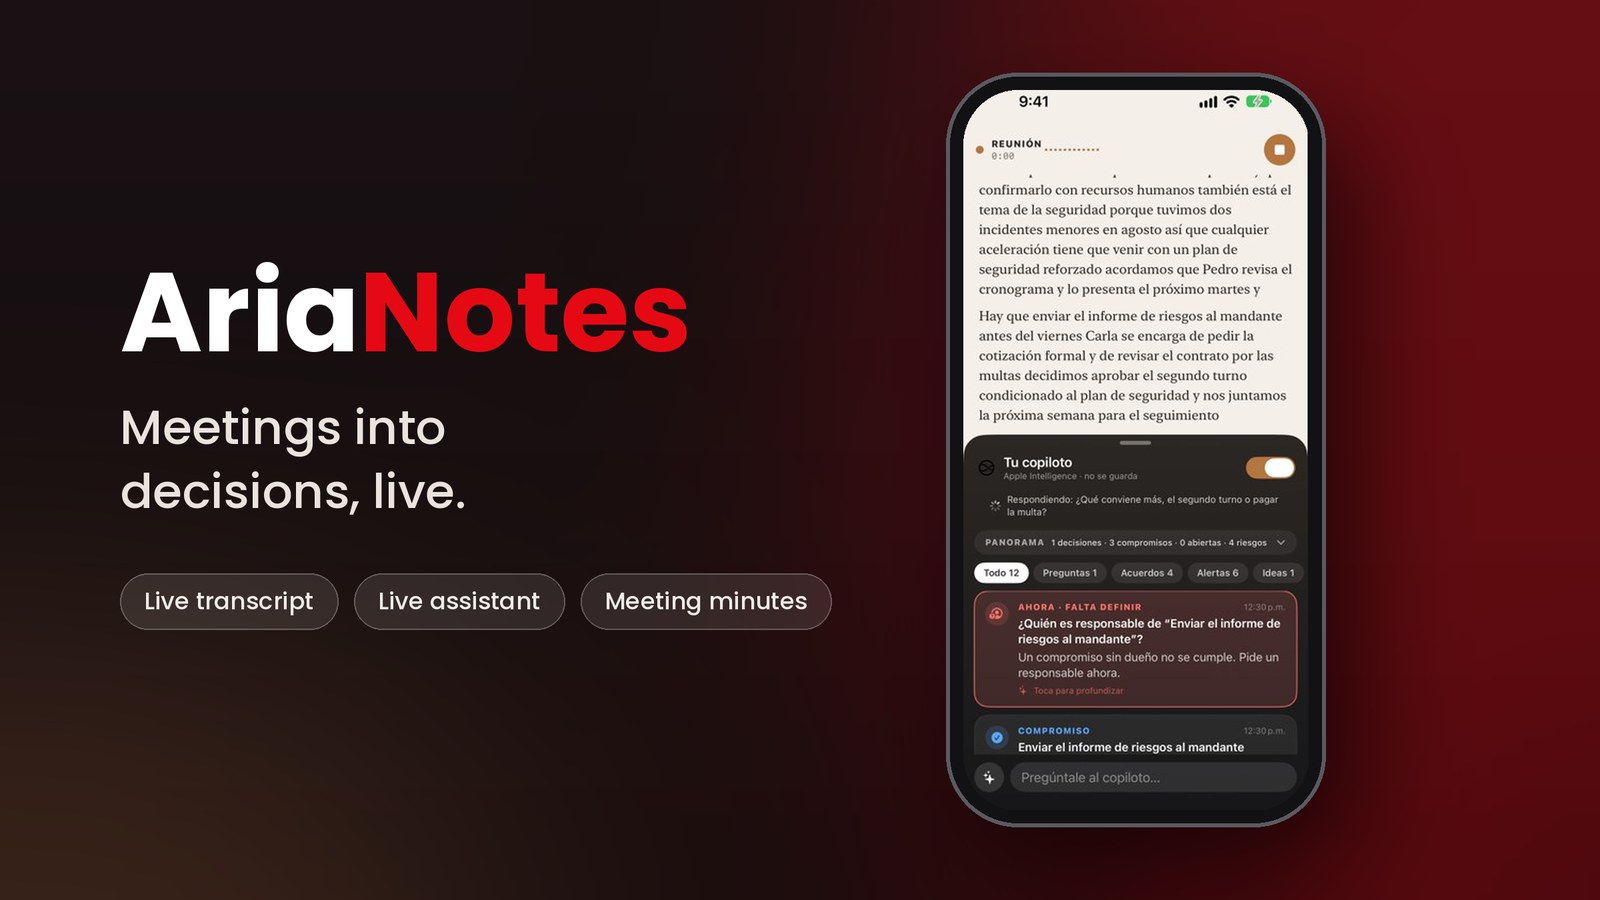 AriaNotes
Meetings into
decisions, live.
Live transcript
Live assistant
Meeting minutes
9:41
REUNIÓN
0:00
confirmarlo con recursos humanos también está el
tema de la seguridad porque tuvimos dos
incidentes menores en agosto así que cualquier
aceleración tiene que venir con un plan de
seguridad reforzado acordamos que Pedro revisa el
cronograma y lo presenta el próximo martes y
Hay que enviar el informe de riesgos al mandante
antes del viernes Carla se encarga de pedir la
cotización formal y de revisar el contrato por las
multas decidimos aprobar el segundo turno
condicionado al plan de seguridad y nos juntamos
la próxima semana para el seguimiento
Tu copiloto
Apple Intelligence · no se guarda
Respondiendo: ¿Qué conviene más, el segundo turno o pagar
la multa?
PANORAMA 1 decisiones · 3 compromisos · 0 abiertas · 4 riesgos
Todo 12
Preguntas 1
Acuerdos 4
Alertas 6
Ideas 1
AHORA · FALTA DEFINIR 12:30 p.m.
¿Quién es responsable de “Enviar el informe de
riesgos al mandante”?
Un compromiso sin dueño no se cumple. Pide un
responsable ahora.
Toca para profundizar
COMPROMISO 12:30 p.m.
Enviar el informe de riesgos al mandante
Pregúntale al copiloto...